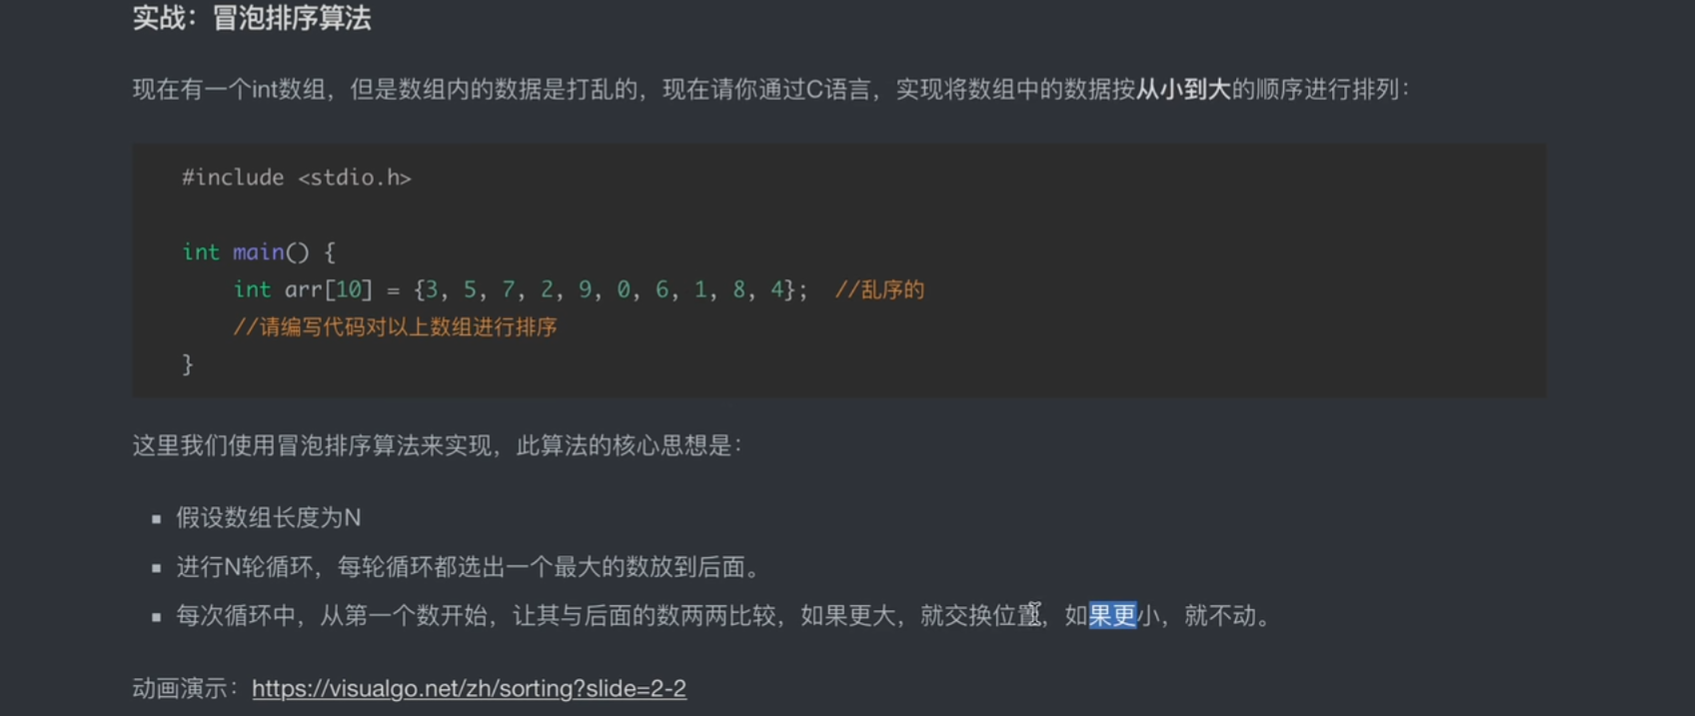 实战：冒泡排序算法
现在有一个int数组，但是数组内的数据是打乱的，现在请你通过C语言，实现将数组中的数据按从小到大的顺序进行排列：
#include <stdio.h>
int main() {
    int arr[10] = {3, 5, 7, 2, 9, 0, 6, 1, 8, 4};  //乱序的
    //请编写代码对以上数组进行排序
}
这里我们使用冒泡排序算法来实现，此算法的核心思想是：
▪ 假设数组长度为N
▪ 进行N轮循环，每轮循环都选出一个最大的数放到后面。
▪ 每次循环中，从第一个数开始，让其与后面的数两两比较，如果更大，就交换位置，如果更小，就不动。
动画演示：https://visualgo.net/zh/sorting?slide=2-2